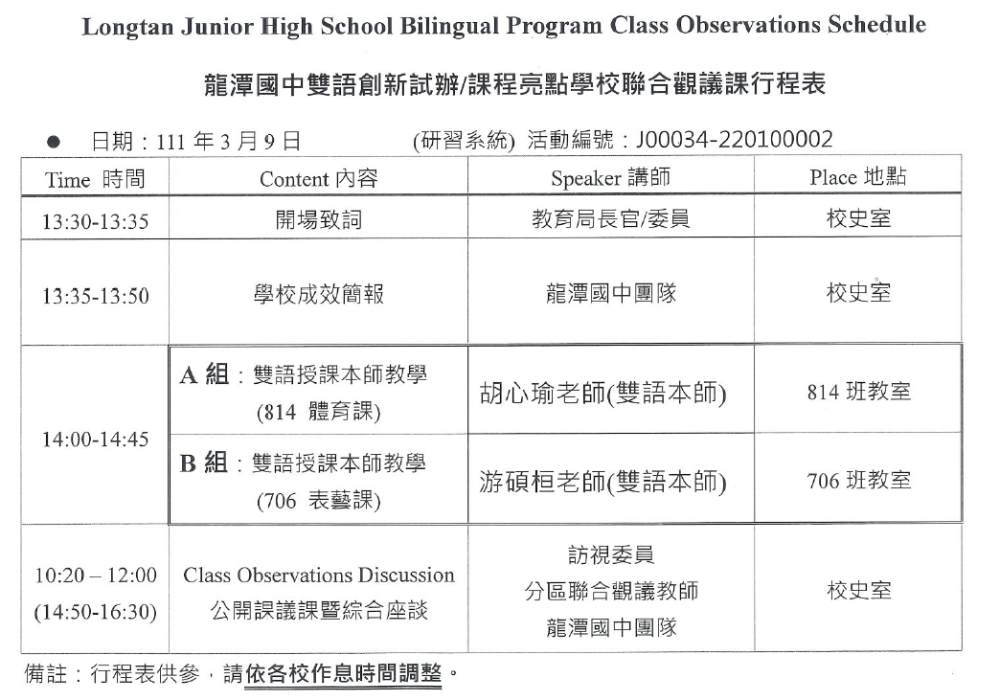 Longtan Junior High School Bilingual Program Class Observations Schedule
龍潭國中雙語創新試辦/課程亮點學校聯合觀議課行程表
● 日期：111 年 3 月 9 日 (研習系統) 活動編號：J00034-220100002
Time 時間 Content 內容 Speaker 講師 Place 地點
13:30-13:35 開場致詞 教育局長官/委員 校史室
13:35-13:50 學校成效簡報 龍潭國中團隊 校史室
14:00-14:45
A 組：雙語授課本師教學
(814 體育課)
胡心瑜老師(雙語本師) 814 班教室
B 組：雙語授課本師教學
(706 表藝課)
游碩桓老師(雙語本師) 706 班教室
10:20 – 12:00
(14:50-16:30)
Class Observations Discussion
公開課議課暨綜合座談
訪視委員
分區聯合觀議教師
龍潭國中團隊
校史室
備註：行程表供參，請依各校作息時間調整。